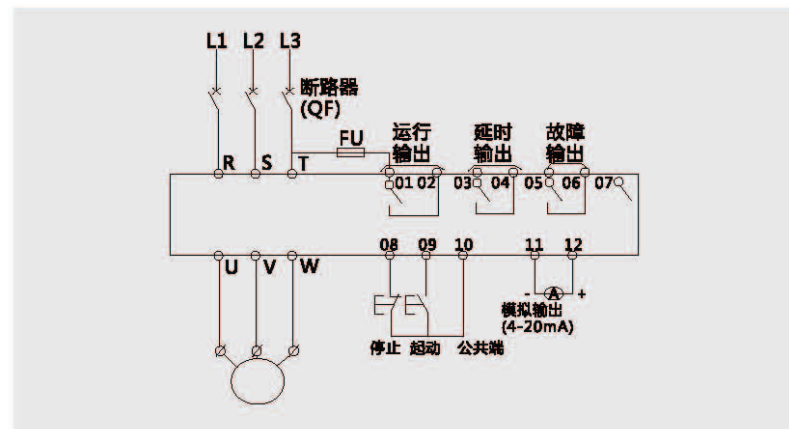 L1 L2 L3
断路器
(QF)
FU
运行
输出
延时
输出
故障
输出
R S T
01 02 03 04 05 06 07
U V W
08 09 10 11 12
- A +
模拟输出
(4-20mA)
停止 起动 公共端